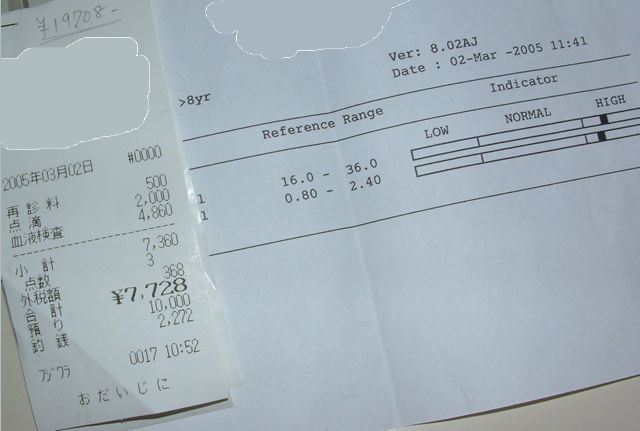 ¥19708-
2005年03月02日 #0000
再診料 500
点滴 2,000
血液検査 4,860
小計 7,360
点数 3
外税額 368
合計 ¥7,728
預り 10,000
釣銭 2,272
0017 10:52
フジワラ
おだいじに
Ver: 8.02AJ
Date : 02-Mar -2005 11:41
>8yr
Reference Range Indicator
LOW NORMAL HIGH
16.0 - 36.0
l 0.80 - 2.40
l